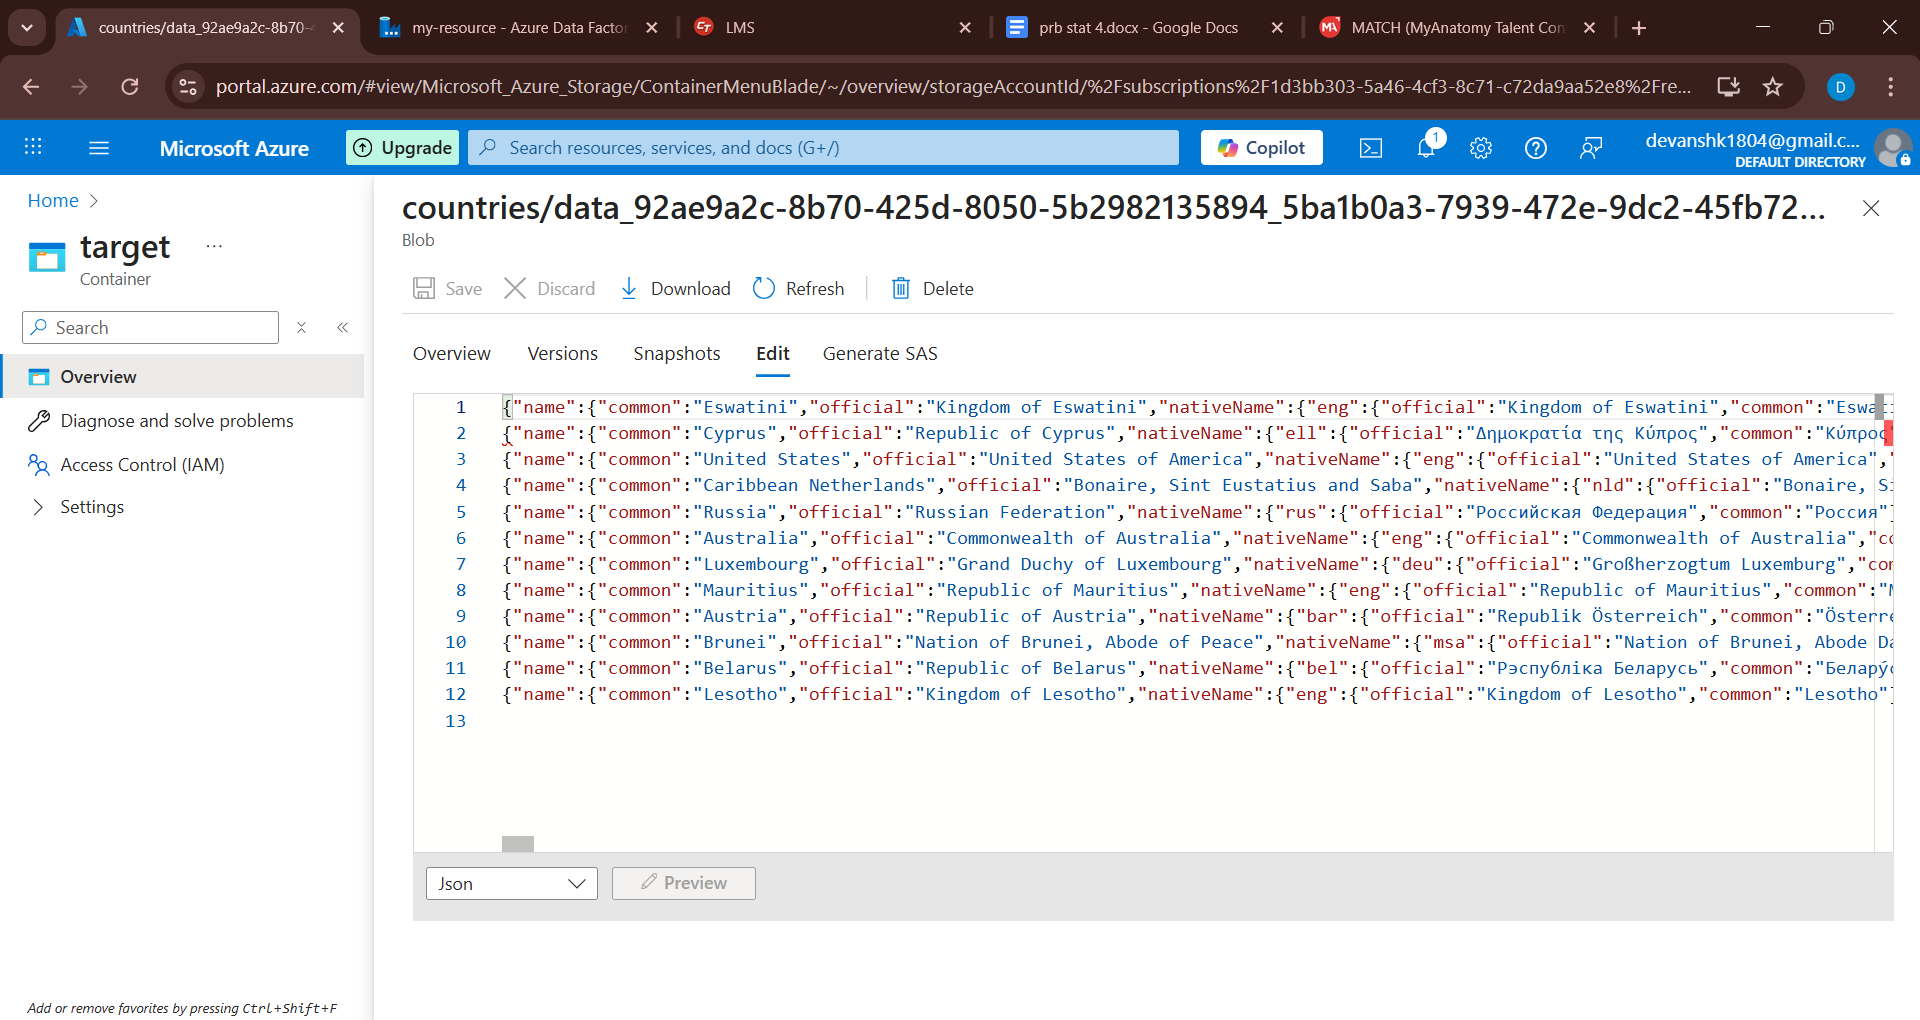 countries/data_92ae9a2c-8b70-4
my-resource - Azure Data Factor
LMS
prb stat 4.docx - Google Docs
MATCH (MyAnatomy Talent Con
portal.azure.com/#view/Microsoft_Azure_Storage/ContainerMenuBlade/~/overview/storageAccountId/%2Fsubscriptions%2F1d3bb303-5a46-4cf3-8c71-c72da9aa52e8%2Fre...
D
Microsoft Azure
Upgrade
Search resources, services, and docs (G+/)
Copilot
1
devanshk1804@gmail.c...
DEFAULT DIRECTORY
Home
target
Container
Search
Overview
Diagnose and solve problems
Access Control (IAM)
Settings
Add or remove favorites by pressing Ctrl+Shift+F
countries/data_92ae9a2c-8b70-425d-8050-5b2982135894_5ba1b0a3-7939-472e-9dc2-45fb72...
Blob
Save Discard Download Refresh Delete
Overview Versions Snapshots Edit Generate SAS
1 {"name":{"common":"Eswatini","official":"Kingdom of Eswatini","nativeName":{"eng":{"official":"Kingdom of Eswatini","common":"Eswati
2 {"name":{"common":"Cyprus","official":"Republic of Cyprus","nativeName":{"ell":{"official":"Δημοκρατία της Κύπρος","common":"Κύπρος"
3 {"name":{"common":"United States","official":"United States of America","nativeName":{"eng":{"official":"United States of America","
4 {"name":{"common":"Caribbean Netherlands","official":"Bonaire, Sint Eustatius and Saba","nativeName":{"nld":{"official":"Bonaire, Si
5 {"name":{"common":"Russia","official":"Russian Federation","nativeName":{"rus":{"official":"Российская Федерация","common":"Россия"}
6 {"name":{"common":"Australia","official":"Commonwealth of Australia","nativeName":{"eng":{"official":"Commonwealth of Australia","co
7 {"name":{"common":"Luxembourg","official":"Grand Duchy of Luxembourg","nativeName":{"deu":{"official":"Großherzogtum Luxemburg","com
8 {"name":{"common":"Mauritius","official":"Republic of Mauritius","nativeName":{"eng":{"official":"Republic of Mauritius","common":"M
9 {"name":{"common":"Austria","official":"Republic of Austria","nativeName":{"bar":{"official":"Republik Österreich","common":"Österre
10 {"name":{"common":"Brunei","official":"Nation of Brunei, Abode of Peace","nativeName":{"msa":{"official":"Nation of Brunei, Abode Da
11 {"name":{"common":"Belarus","official":"Republic of Belarus","nativeName":{"bel":{"official":"Рэспубліка Беларусь","common":"Белару́с
12 {"name":{"common":"Lesotho","official":"Kingdom of Lesotho","nativeName":{"eng":{"official":"Kingdom of Lesotho","common":"Lesotho"}
13
Json
Preview